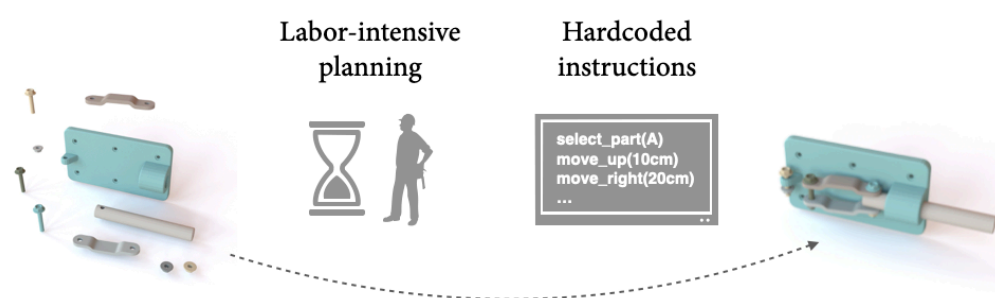 Labor-intensive
planning
Hardcoded
instructions
select_part(A)
move_up(10cm)
move_right(20cm)
...